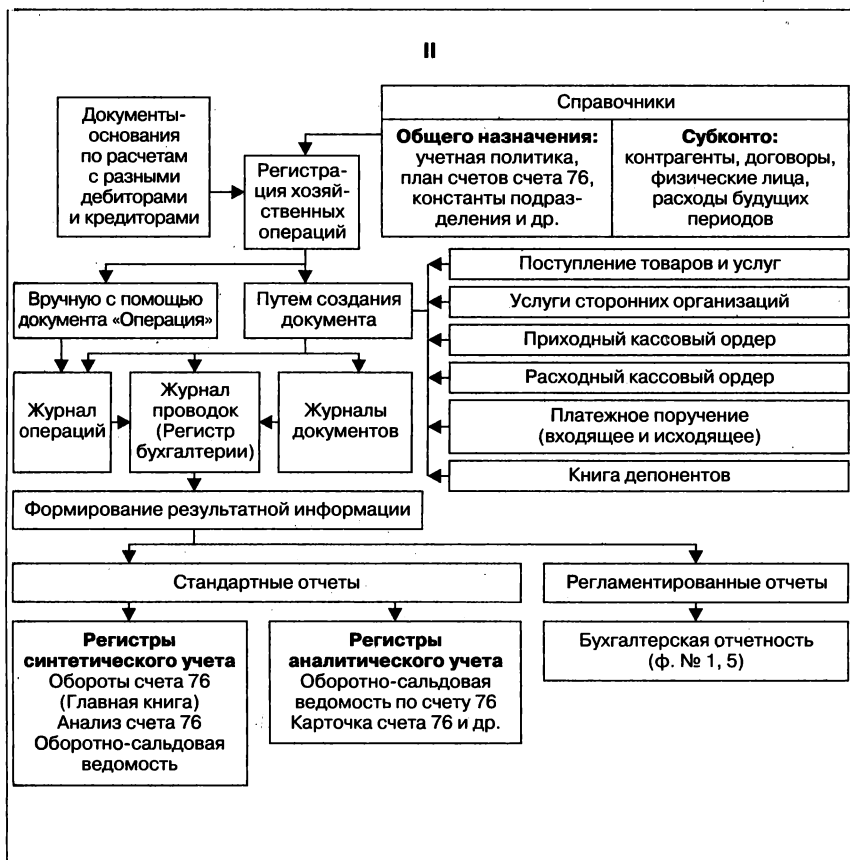 II
Документы-
основания
по расчетам
с разными
дебиторами
и кредиторами
Регистра-
ция хозяй-
ственных
операций
Справочники
Общего назначения:
учетная политика,
план счетов счета 76,
константы подраз-
деления и др.
Субконто:
контрагенты, договоры,
физические лица,
расходы будущих
периодов
Вручную с помощью
документа «Операция»
Путем создания
документа
Поступление товаров и услуг
Услуги сторонних организаций
Приходный кассовый ордер
Расходный кассовый ордер
Платежное поручение
(входящее и исходящее)
Книга депонентов
Журнал
операций
Журнал
проводок
(Регистр
бухгалтерии)
Журналы
документов
Формирование результатной информации
Стандартные отчеты
Регламентированные отчеты
Регистры
синтетического учета
Обороты счета 76
(Главная книга)
Анализ счета 76
Оборотно-сальдовая
ведомость
Регистры
аналитического учета
Оборотно-сальдовая
ведомость по счету 76
Карточка счета 76 и др.
Бухгалтерская отчетность
(ф. № 1, 5)